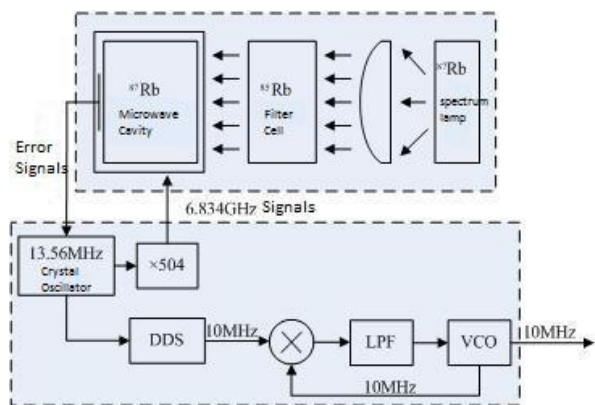 ⁸⁷Rb
Microwave
Cavity
⁸⁵Rb
Filter
Cell
⁸⁷Rb
spectrum
lamp
Error
Signals
6.834GHz Signals
13.56MHz
Crystal
Ostillator
×504
DDS
10MHz
LPF
VCO
10MHz
10MHz